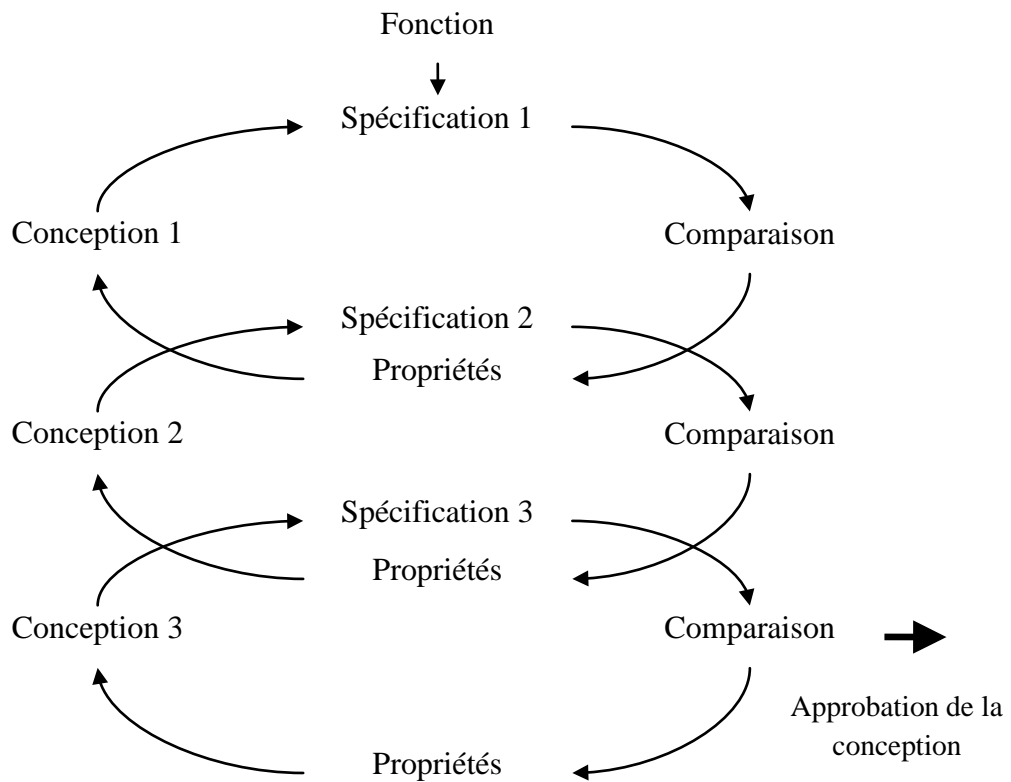 Fonction
Spécification 1
Conception 1
Comparaison
Spécification 2
Propriétés
Conception 2
Comparaison
Spécification 3
Propriétés
Conception 3
Comparaison
Approbation de la
conception
Propriétés